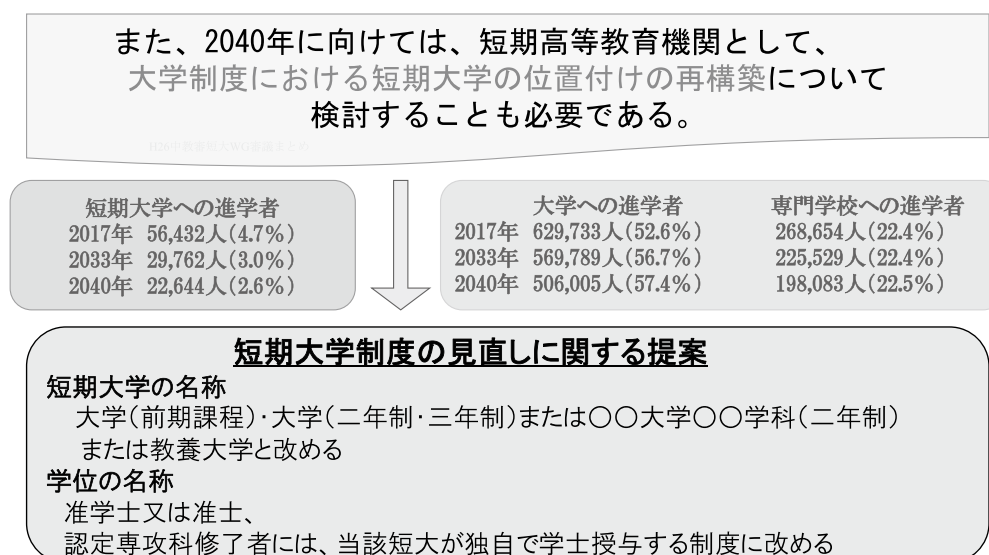 また、2040年に向けては、短期高等教育機関として、
大学制度における短期大学の位置付けの再構築について
検討することも必要である。
短期大学への進学者
2017年 56,432人(4.7%)
2033年 29,762人(3.0%)
2040年 22,644人(2.6%)
大学への進学者 専門学校への進学者
2017年 629,733人(52.6%) 268,654人(22.4%)
2033年 569,789人(56.7%) 225,529人(22.4%)
2040年 506,005人(57.4%) 198,083人(22.5%)
短期大学制度の見直しに関する提案
短期大学の名称
大学(前期課程)・大学(二年制・三年制)または〇〇大学〇〇学科(二年制)
または教養大学と改める
学位の名称
准学士又は准士、
認定専攻科修了者には、当該短大が独自で学士授与する制度に改める